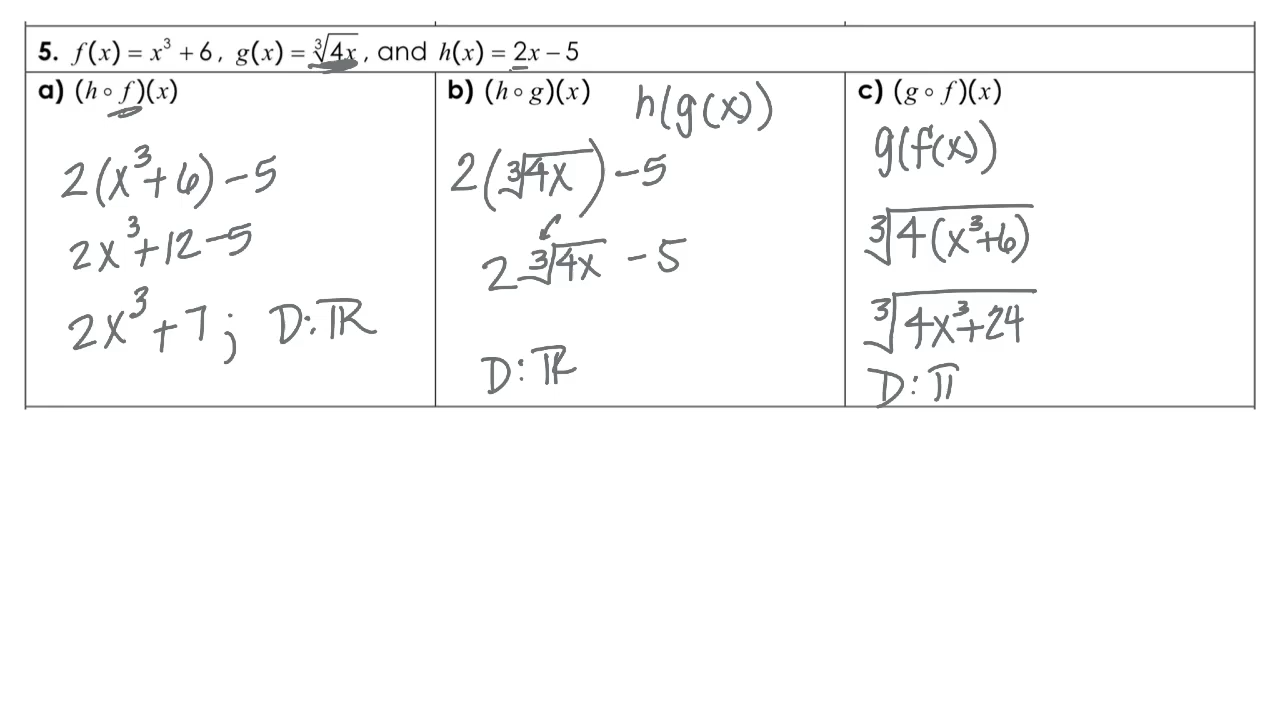 5. f(x) = x³ + 6, g(x) = ∛4x, and h(x) = 2x − 5
a) (h ∘ f)(x)
2(x³+6)−5
2x³+12−5
2x³+7; D:ℝ
b) (h ∘ g)(x) h(g(x))
2(∛4x)−5
2∛4x − 5
D:ℝ
c) (g ∘ f)(x)
g(f(x))
∛4(x³+6)
∛4x³+24
D: